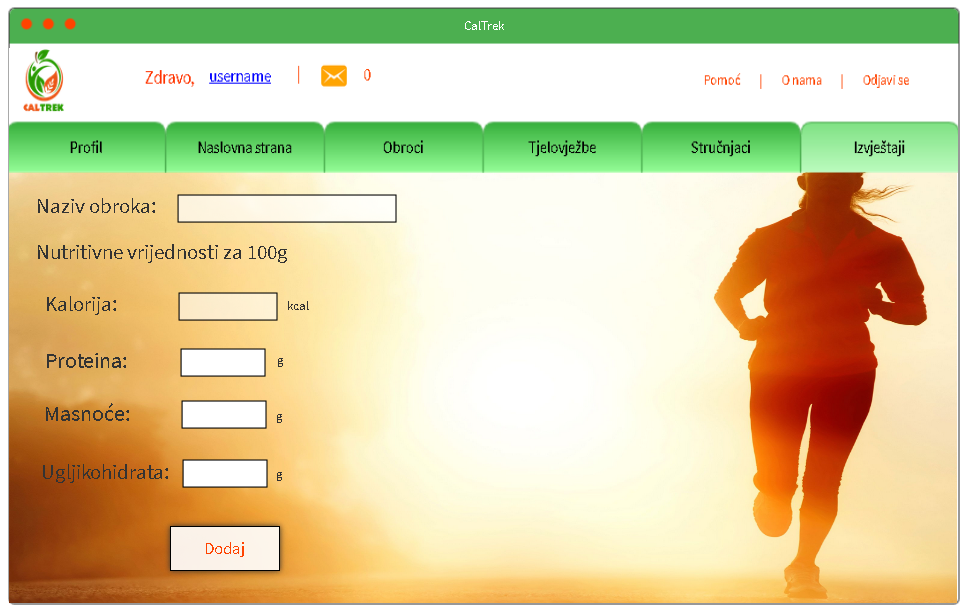 CalTrek
Zdravo, username | 0
Pomoć | O nama | Odjavi se
CALTREK
Profil Naslovna strana Obroci Tjelovježbe Stručnjaci Izvještaji
Naziv obroka:
Nutritivne vrijednosti za 100g
Kalorija: kcal
Proteina: g
Masnoće: g
Ugljikohidrata: g
Dodaj